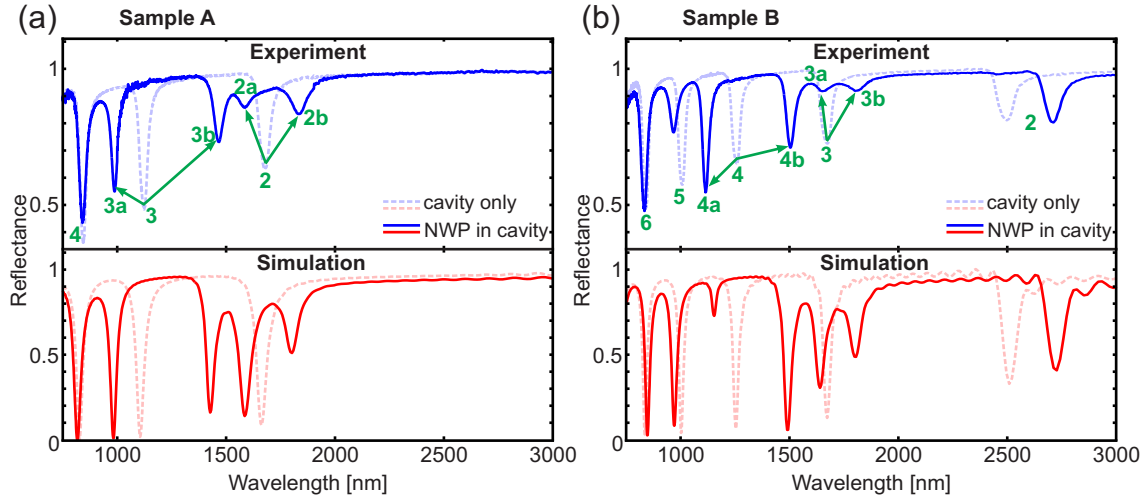 (a) Sample A
Experiment
1
Reflectance
0.5
4
3a
3
3b
2a
2
2b
cavity only
NWP in cavity
Simulation
1
0.5
0
1000 1500 2000 2500 3000
Wavelength [nm]
(b) Sample B
Experiment
1
Reflectance
0.5
6
5
4a
4
4b
3a
3
3b
2
cavity only
NWP in cavity
Simulation
1
0.5
0
1000 1500 2000 2500 3000
Wavelength [nm]